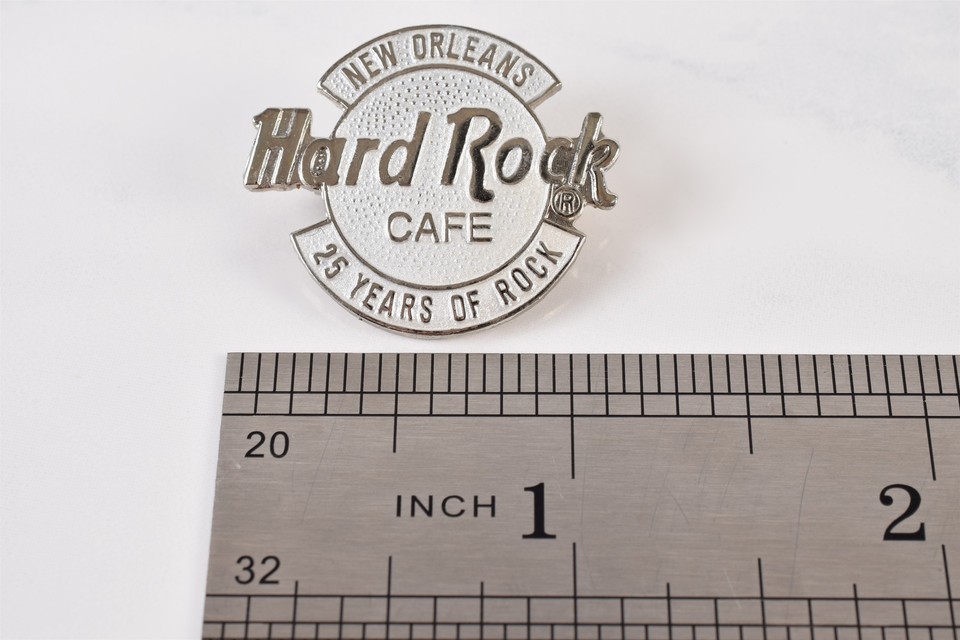 NEW ORLEANS
Hard Rock
®
CAFE
25 YEARS OF ROCK
20
INCH 1 2
32